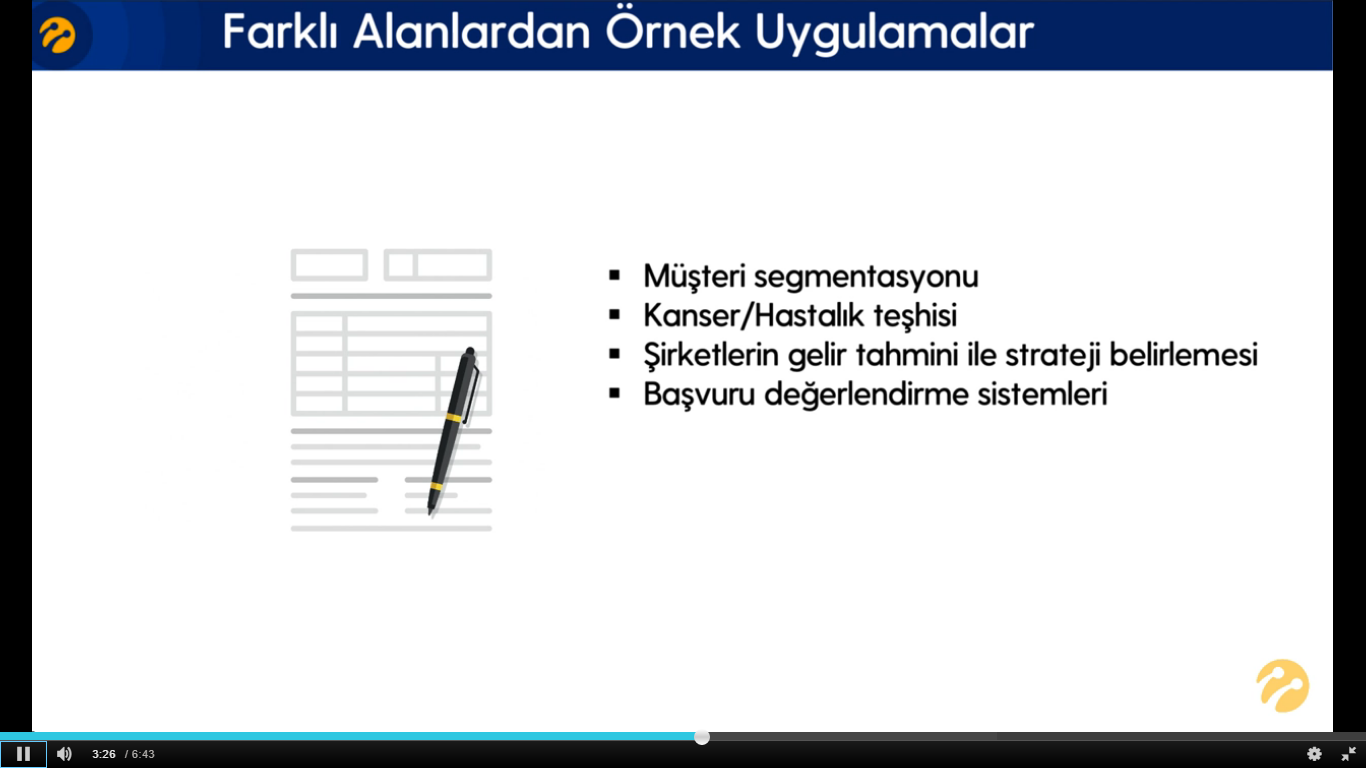 Farklı Alanlardan Örnek Uygulamalar
▪ Müşteri segmentasyonu
▪ Kanser/Hastalık teşhisi
▪ Şirketlerin gelir tahmini ile strateji belirlemesi
▪ Başvuru değerlendirme sistemleri
3:26 / 6:43